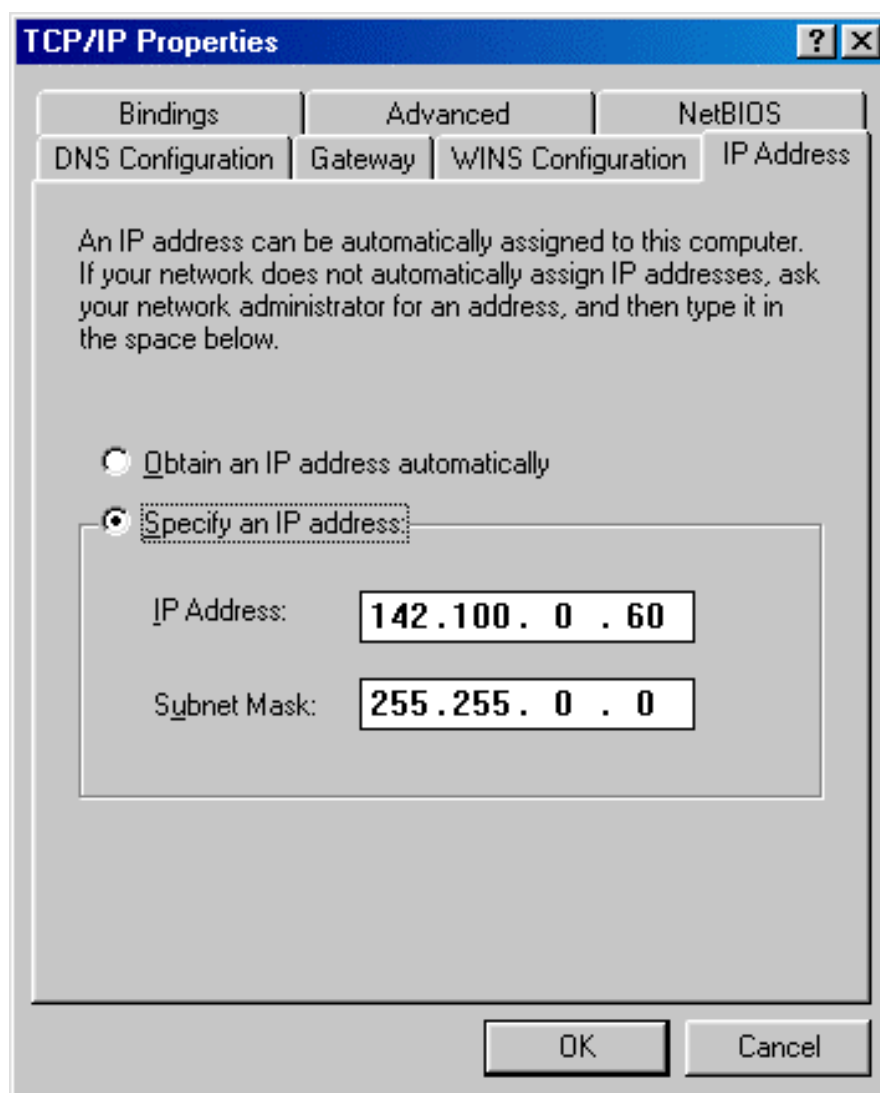 TCP/IP Properties
Bindings Advanced NetBIOS
DNS Configuration Gateway WINS Configuration IP Address
An IP address can be automatically assigned to this computer.
If your network does not automatically assign IP addresses, ask
your network administrator for an address, and then type it in
the space below.
Obtain an IP address automatically
Specify an IP address:
IP Address: 142.100. 0 . 60
Subnet Mask: 255.255. 0 . 0
OK Cancel